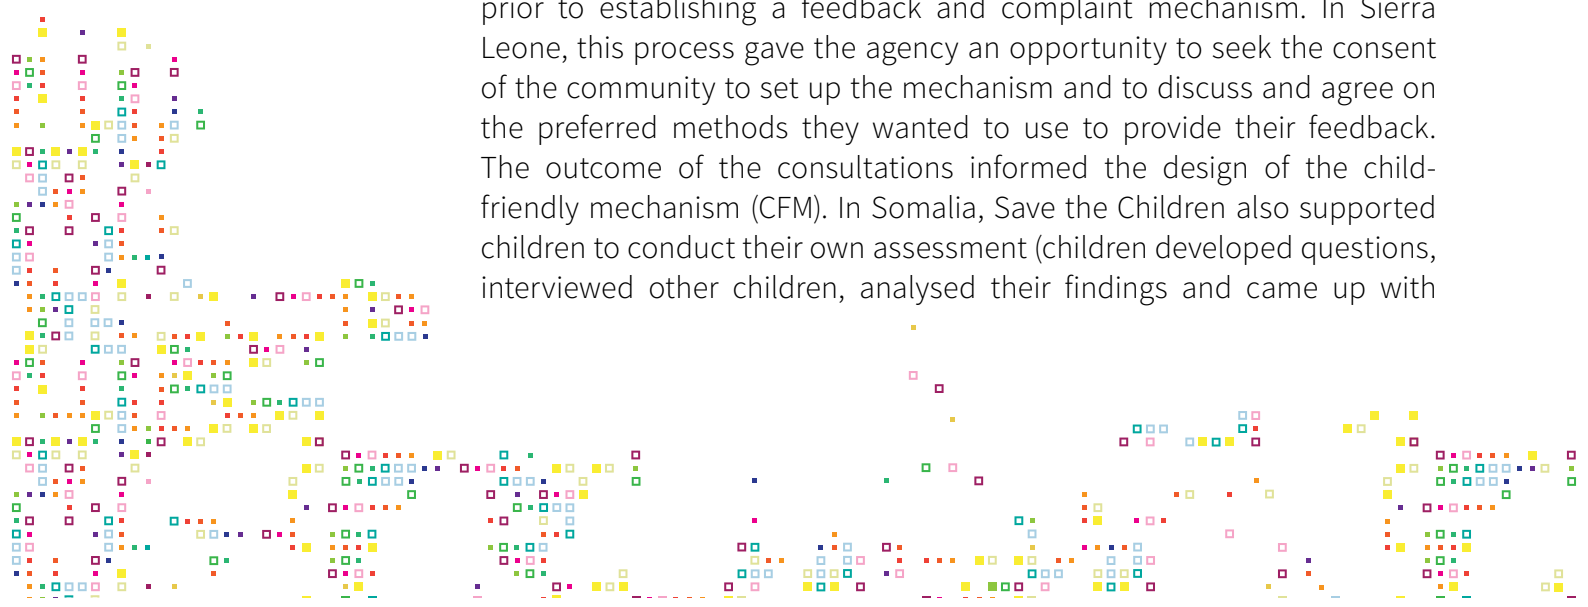 prior to establishing a feedback and complaint mechanism. In Sierra
Leone, this process gave the agency an opportunity to seek the consent
of the community to set up the mechanism and to discuss and agree on
the preferred methods they wanted to use to provide their feedback.
The outcome of the consultations informed the design of the child-
friendly mechanism (CFM). In Somalia, Save the Children also supported
children to conduct their own assessment (children developed questions,
interviewed other children, analysed their findings and came up with